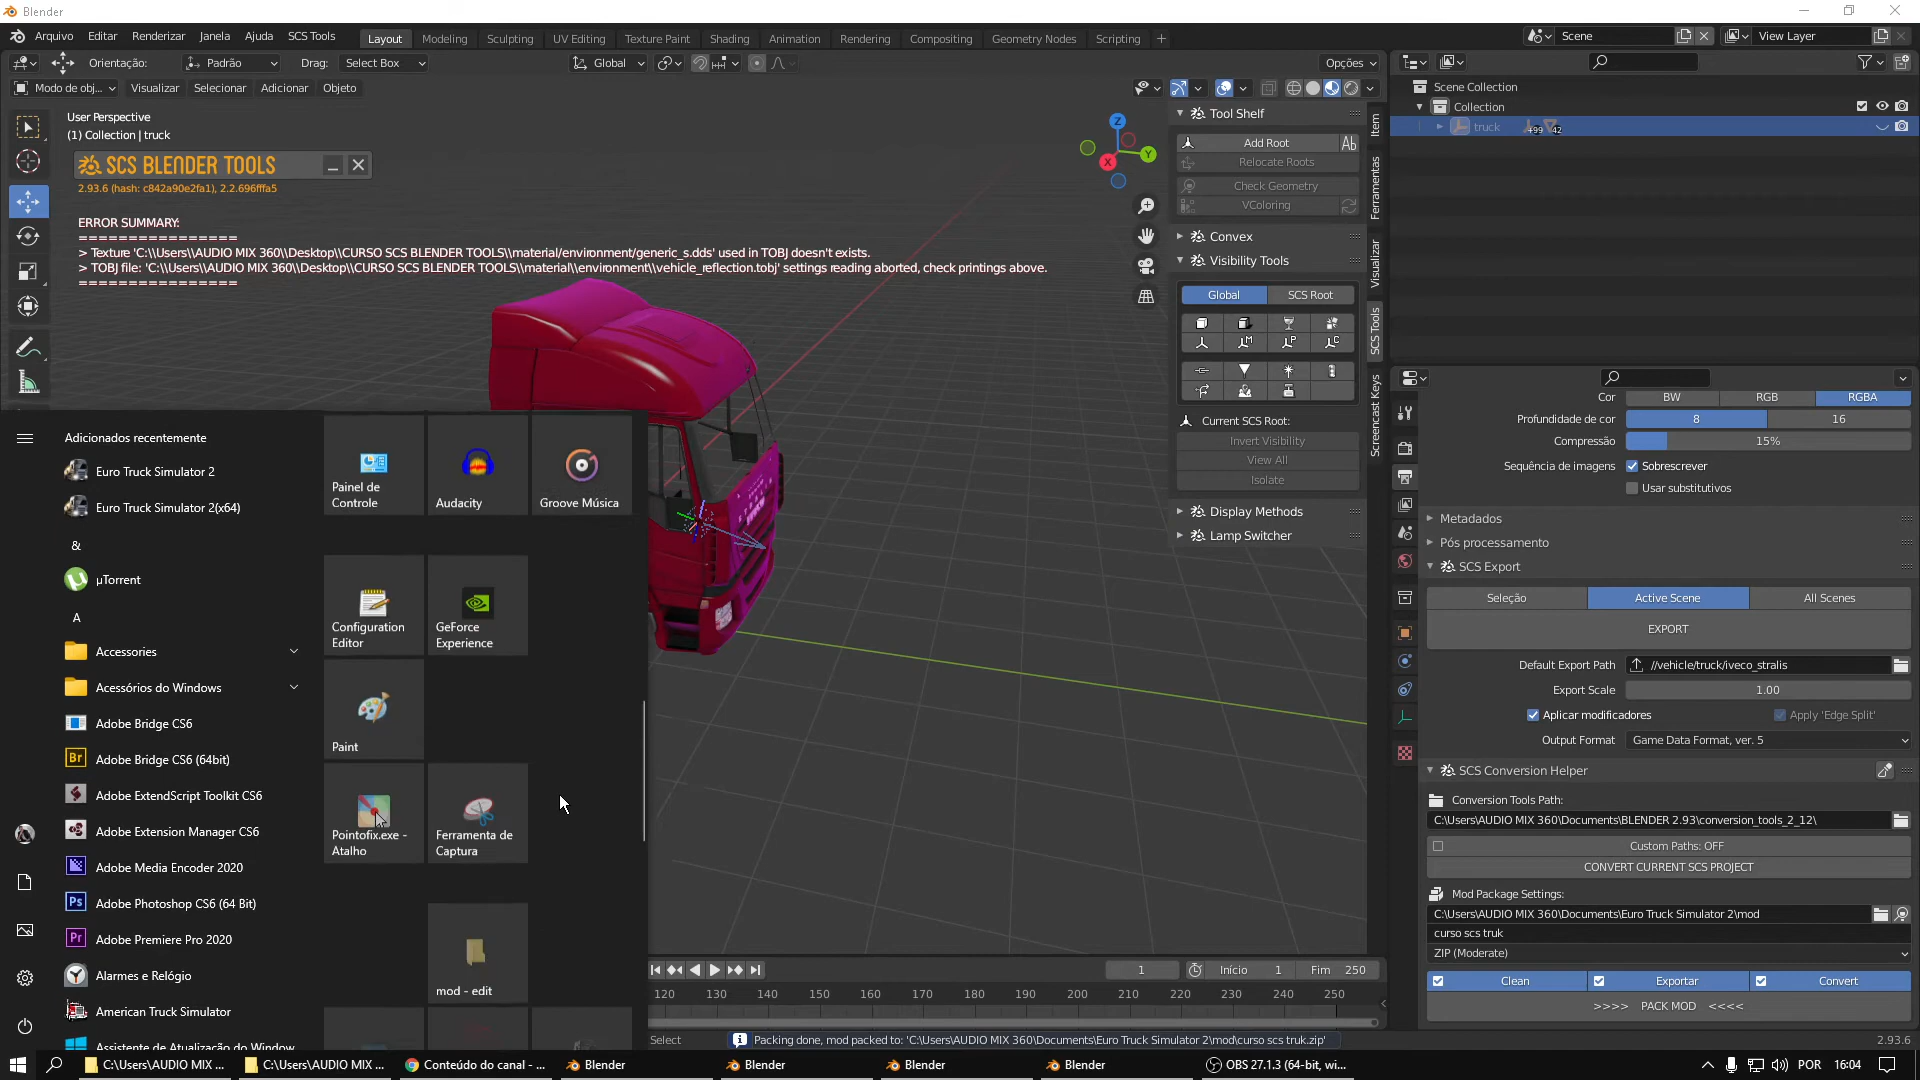 Blender
Arquivo Editar Renderizar Janela Ajuda SCS Tools Layout Modeling Sculpting UV Editing Texture Paint Shading Animation Rendering Compositing Geometry Nodes Scripting + Scene View Layer
Orientação: Padrão Drag: Select Box Global Opções
Modo de obj... Visualizar Selecionar Adicionar Objeto
User Perspective
(1) Collection | truck
SCS BLENDER TOOLS
2.93.6 (hash: c842a90e2fa1), 2.2.696fffa5
ERROR SUMMARY:
================
> Texture 'C:\\Users\\AUDIO MIX 360\\Desktop\\CURSO SCS BLENDER TOOLS\\material/environment/generic_s.dds' used in TOBJ doesn't exists.
> TOBJ file: 'C:\\Users\\AUDIO MIX 360\\Desktop\\CURSO SCS BLENDER TOOLS\\material\\environment\\vehicle_reflection.tobj' settings reading aborted, check printings above.
================
Z
Y
X
Tool Shelf
Add Root
Relocate Roots
Check Geometry
VColoring
Convex
Visibility Tools
Global SCS Root
Current SCS Root:
Invert Visibility
View All
Isolate
Display Methods
Lamp Switcher
Item
Ferramentas
Visualizar
SCS Tools
Screencast Keys
Scene Collection
Collection
truck +99 42
Cor BW RGB RGBA
Profundidade de cor 8 16
Compressão 15%
Sequência de imagens Sobrescrever
Usar substitutivos
Metadados
Pós processamento
SCS Export
Seleção Active Scene All Scenes
EXPORT
Default Export Path //vehicle/truck/iveco_stralis
Export Scale 1.00
Aplicar modificadores Apply 'Edge Split'
Output Format Game Data Format, ver. 5
SCS Conversion Helper
Conversion Tools Path:
C:\Users\AUDIO MIX 360\Documents\BLENDER 2.93\conversion_tools_2_12\
Custom Paths: OFF
CONVERT CURRENT SCS PROJECT
Mod Package Settings:
C:\Users\AUDIO MIX 360\Documents\Euro Truck Simulator 2\mod
curso scs truk
ZIP (Moderate)
Clean Exportar Convert
>>>> PACK MOD <<<<
Adicionados recentemente
Euro Truck Simulator 2
Euro Truck Simulator 2(x64)
&
µTorrent
A
Accessories
Acessórios do Windows
Adobe Bridge CS6
Adobe Bridge CS6 (64bit)
Adobe ExtendScript Toolkit CS6
Adobe Extension Manager CS6
Adobe Media Encoder 2020
Adobe Photoshop CS6 (64 Bit)
Adobe Premiere Pro 2020
Alarmes e Relógio
American Truck Simulator
Assistente de Atualização do Window
Painel de Controle
Audacity
Groove Música
Configuration Editor
GeForce Experience
Paint
Pointofix.exe - Atalho
Ferramenta de Captura
mod - edit
1 Início 1 Fim 250
120 130 140 150 160 170 180 190 200 210 220 230 240 250
Select Packing done, mod packed to: 'C:\Users\AUDIO MIX 360\Documents\Euro Truck Simulator 2\mod\curso scs truk.zip' 2.93.6
C:\Users\AUDIO MIX ... C:\Users\AUDIO MIX ... Conteúdo do canal - ... Blender Blender Blender Blender OBS 27.1.3 (64-bit, wi... POR 16:04